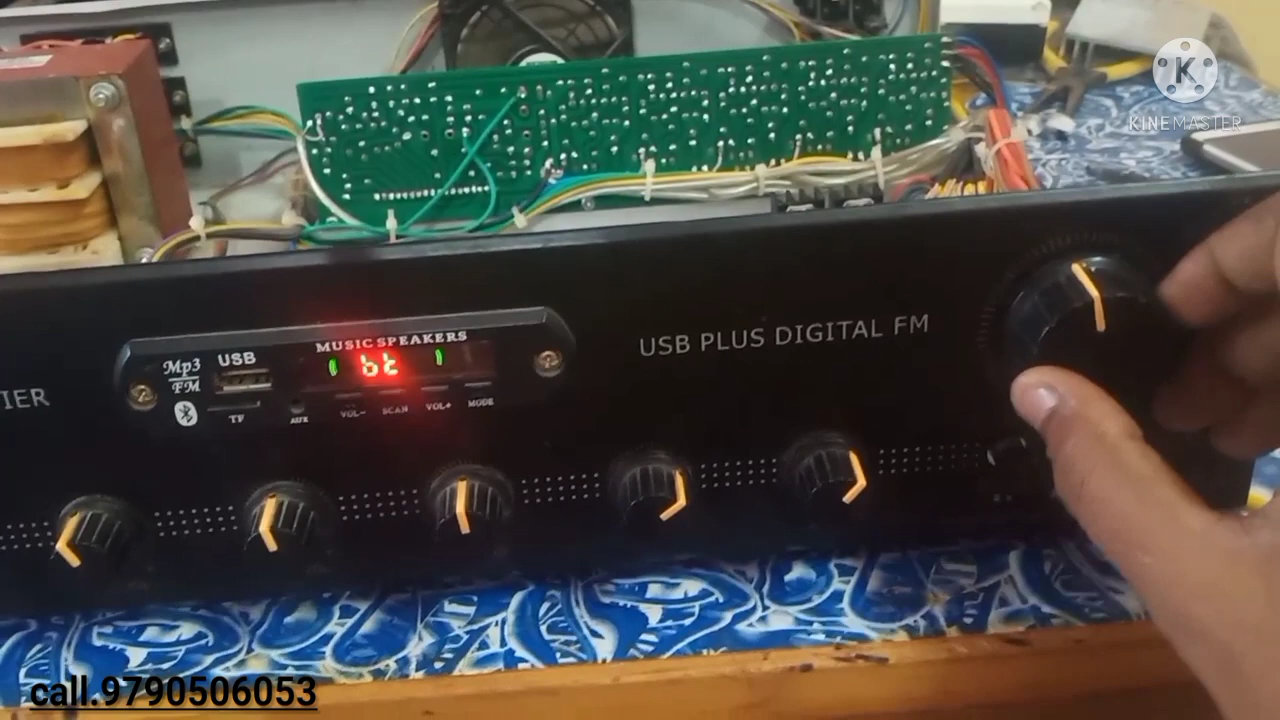 K
KINEMASTER
USB PLUS DIGITAL FM
MUSIC SPEAKERS
Mp3
FM
USB
bt
TF
AUX
VOL-
SCAN
VOL+
MODE
IER
call.9790506053